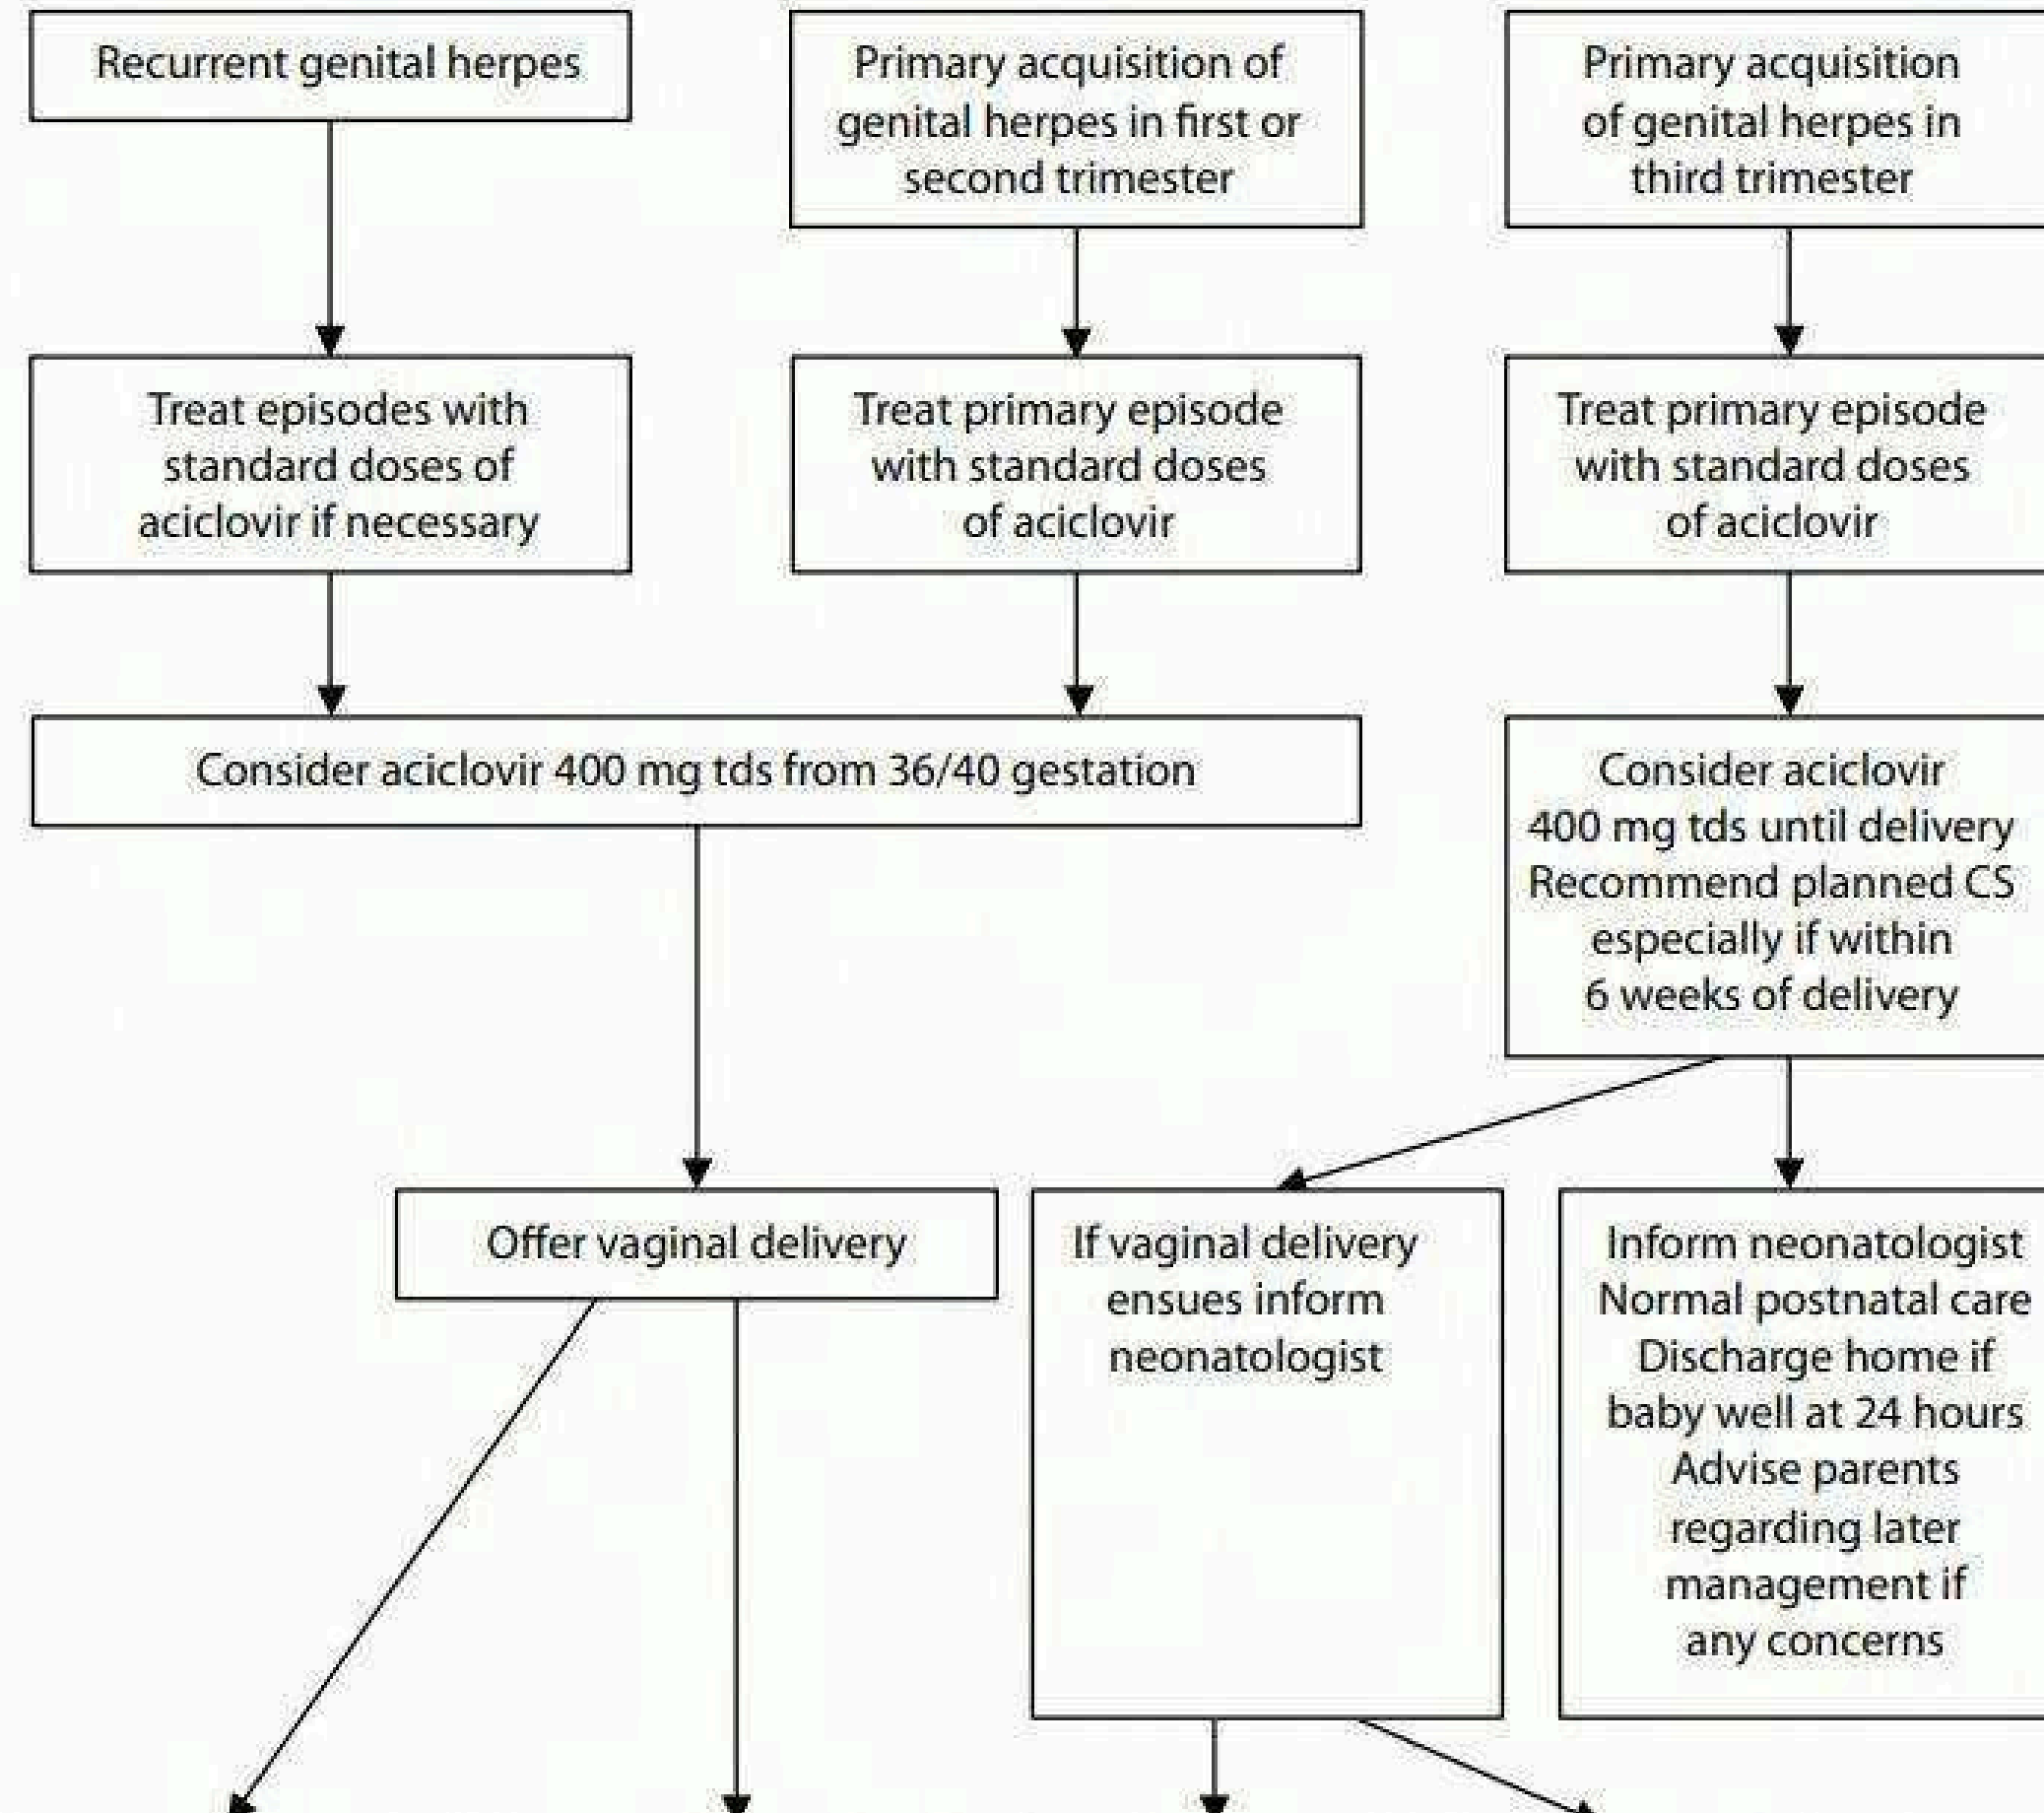 Recurrent genital herpes
Primary acquisition of
genital herpes in first or
second trimester
Primary acquisition
of genital herpes in
third trimester
Treat episodes with
standard doses of
aciclovir if necessary
Treat primary episode
with standard doses
of aciclovir
Treat primary episode
with standard doses
of aciclovir
Consider aciclovir 400 mg tds from 36/40 gestation
Consider aciclovir
400 mg tds until delivery
Recommend planned CS
especially if within
6 weeks of delivery
Offer vaginal delivery
If vaginal delivery
ensues inform
neonatologist
Inform neonatologist
Normal postnatal care
Discharge home if
baby well at 24 hours
Advise parents
regarding later
management if
any concerns